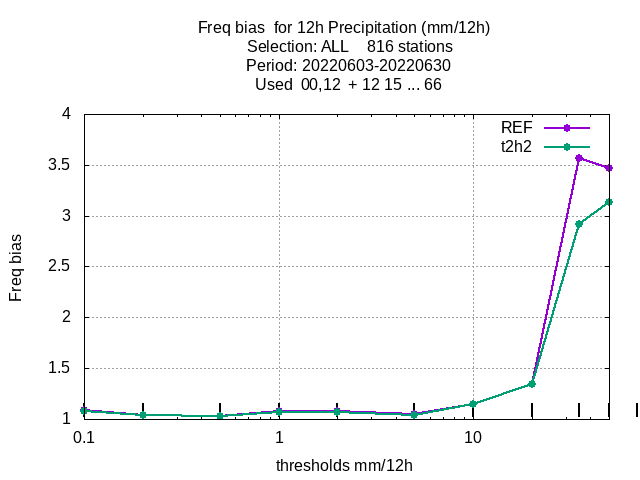 Freq bias  for 12h Precipitation (mm/12h)
Selection: ALL    816 stations
Period: 20220603-20220630
Used  00,12  + 12 15 ... 66
REF
t2h2
4
3.5
3
2.5
2
1.5
1
Freq bias
0.1
1
10
thresholds mm/12h